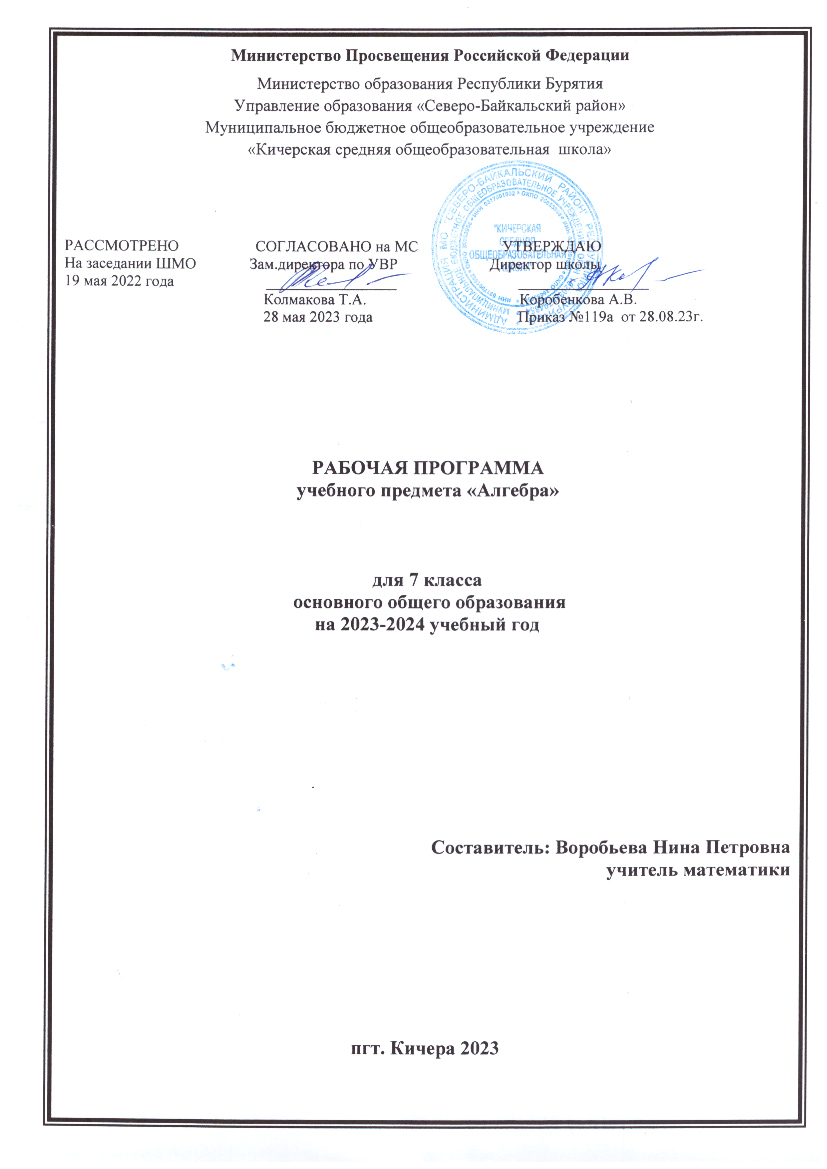 Министерство Просвещения Российской Федерации
Министерство образования Республики Бурятия
Управление образования «Северо-Байкальский район»
Муниципальное бюджетное общеобразовательное учреждение
«Кичерская средняя общеобразовательная школа»
РАССМОТРЕНО СОГЛАСОВАНО на МС УТВЕРЖДАЮ
На заседании ШМО Зам.директора по УВР Директор школы
19 мая 2022 года
Колмакова Т.А. Коробенкова А.В.
28 мая 2023 года Приказ №119а от 28.08.23г.
"КИЧЕРСКАЯ
СРЕДНЯЯ
ОБЩЕОБРАЗОВАТЕЛЬНАЯ
РАБОЧАЯ ПРОГРАММА
учебного предмета «Алгебра»
для 7 класса
основного общего образования
на 2023-2024 учебный год
Составитель: Воробьева Нина Петровна
учитель математики
пгт. Кичера 2023